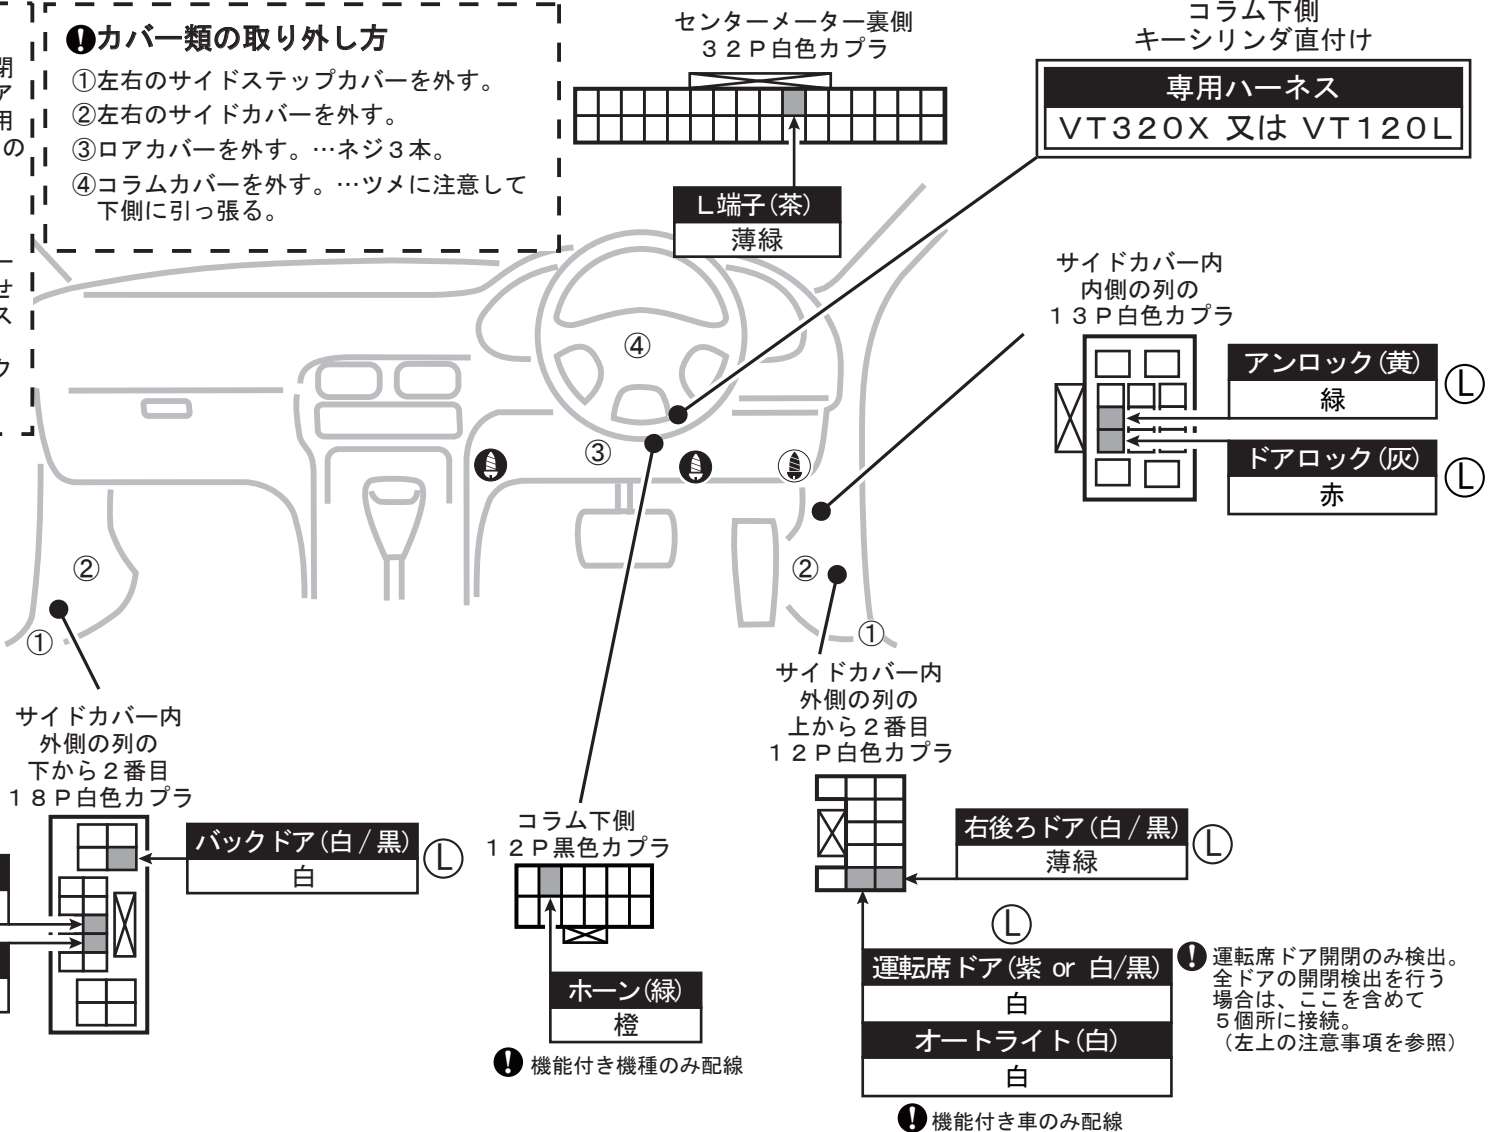 閉
ア
用
の
ー
せ
ス
ク
カバー類の取り外し方
①左右のサイドステップカバーを外す。
②左右のサイドカバーを外す。
③ロアカバーを外す。…ネジ３本。
④コラムカバーを外す。…ツメに注意して
下側に引っ張る。
センターメーター裏側
３２Ｐ白色カプラ
Ｌ端子（茶）
薄緑
コラム下側
キーシリンダ直付け
専用ハーネス
ＶＴ３２０Ｘ 又は ＶＴ１２０Ｌ
サイドカバー内
内側の列の
１３Ｐ白色カプラ
アンロック（黄）
緑
Ⓛ
ドアロック（灰）
赤
Ⓛ
④
③
②
①
②
①
サイドカバー内
外側の列の
下から２番目
１８Ｐ白色カプラ
バックドア（白 / 黒）
白
Ⓛ
コラム下側
１２Ｐ黒色カプラ
ホーン（緑）
橙
機能付き機種のみ配線
サイドカバー内
外側の列の
上から２番目
１２Ｐ白色カプラ
右後ろドア（白 / 黒）
薄緑
Ⓛ
Ⓛ
運転席ドア（紫 or 白/黒）
白
オートライト（白）
白
機能付き車のみ配線
運転席ドア開閉のみ検出。
全ドアの開閉検出を行う
場合は、ここを含めて
５個所に接続。
（左上の注意事項を参照）